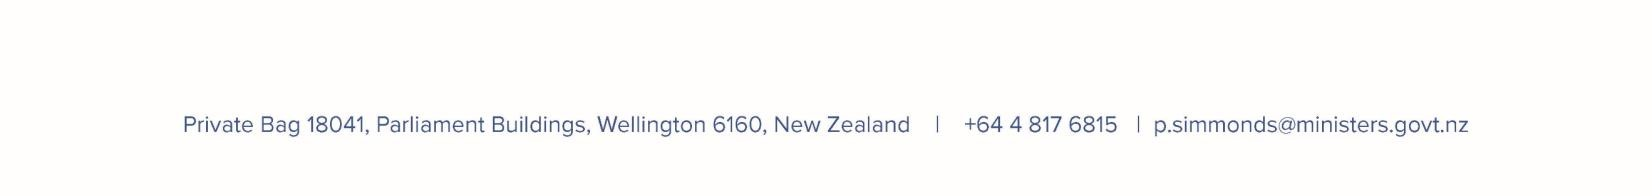 Private Bag 18041, Parliament Buildings, Wellington 6160, New Zealand | +64 4 817 6815 | p.simmonds@ministers.govt.nz